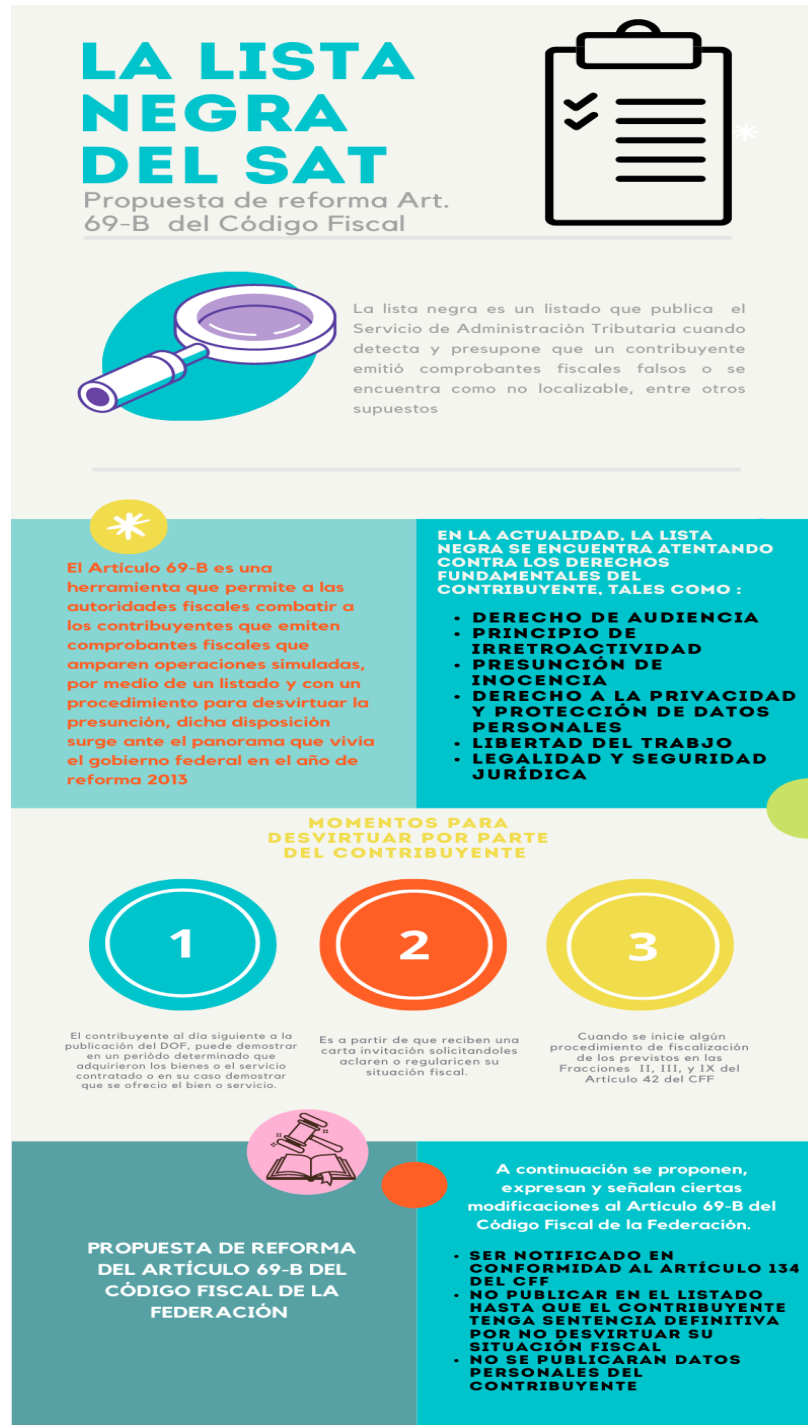 LA LISTA
NEGRA
DEL SAT
Propuesta de reforma Art.
69-B del Código Fiscal
La lista negra es un listado que publica el
Servicio de Administración Tributaria cuando
detecta y presupone que un contribuyente
emitió comprobantes fiscales falsos o se
encuentra como no localizable, entre otros
supuestos
El Artículo 69-B es una
herramienta que permite a las
autoridades fiscales combatir a
los contribuyentes que emiten
comprobantes fiscales que
amparen operaciones simuladas,
por medio de un listado y con un
procedimiento para desvirtuar la
presunción, dicha disposición
surge ante el panorama que vivia
el gobierno federal en el año de
reforma 2013
EN LA ACTUALIDAD, LA LISTA
NEGRA SE ENCUENTRA ATENTANDO
CONTRA LOS DERECHOS
FUNDAMENTALES DEL
CONTRIBUYENTE, TALES COMO :
• DERECHO DE AUDIENCIA
• PRINCIPIO DE
IRRETROACTIVIDAD
• PRESUNCIÓN DE
INOCENCIA
• DERECHO A LA PRIVACIDAD
Y PROTECCIÓN DE DATOS
PERSONALES
• LIBERTAD DEL TRABJO
• LEGALIDAD Y SEGURIDAD
JURÍDICA
MOMENTOS PARA
DESVIRTUAR POR PARTE
DEL CONTRIBUYENTE
1
2
3
El contribuyente al día siguiente a la
publicación del DOF, puede demostrar
en un periódo determinado que
adquirieron los bienes o el servicio
contratado o en su caso demostrar
que se ofrecio el bien o servicio.
Es a partir de que reciben una
carta invitación solicitandoles
aclaren o regularicen su
situación fiscal.
Cuando se inicie algún
procedimiento de fiscalización
de los previstos en las
Fracciones II, III, y IX del
Artículo 42 del CFF
PROPUESTA DE REFORMA
DEL ARTÍCULO 69-B DEL
CÓDIGO FISCAL DE LA
FEDERACIÓN
A continuación se proponen,
expresan y señalan ciertas
modificaciones al Artículo 69-B del
Código Fiscal de la Federación.
• SER NOTIFICADO EN
CONFORMIDAD AL ARTÍCULO 134
DEL CFF
• NO PUBLICAR EN EL LISTADO
HASTA QUE EL CONTRIBUYENTE
TENGA SENTENCIA DEFINITIVA
POR NO DESVIRTUAR SU
SITUACIÓN FISCAL
• NO SE PUBLICARAN DATOS
PERSONALES DEL
CONTRIBUYENTE